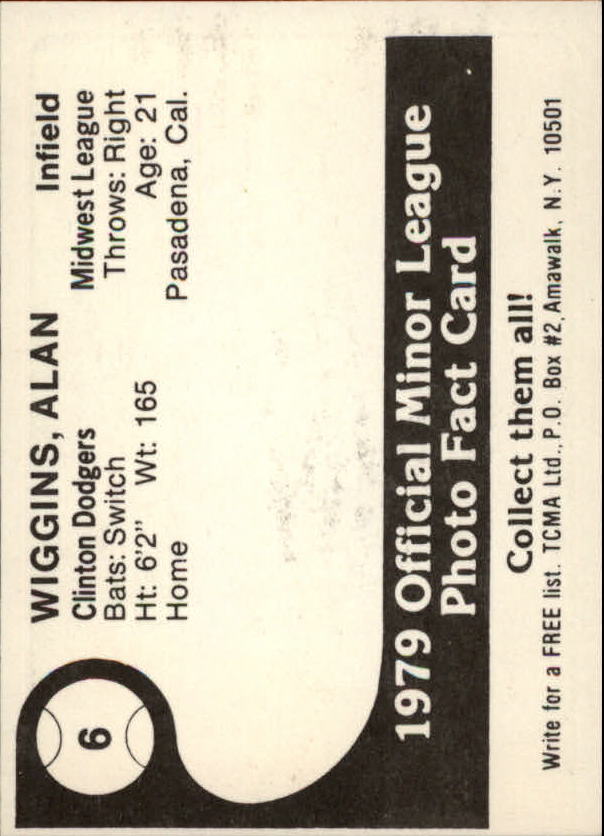 6
WIGGINS, ALAN Infield
Clinton Dodgers Midwest League
Bats: Switch Throws: Right
Ht: 6'2" Wt: 165 Age: 21
Home Pasadena, Cal.
1979 Official Minor League
Photo Fact Card
Collect them all!
Write for a FREE list. TCMA Ltd., P.O. Box #2, Amawalk, N.Y. 10501